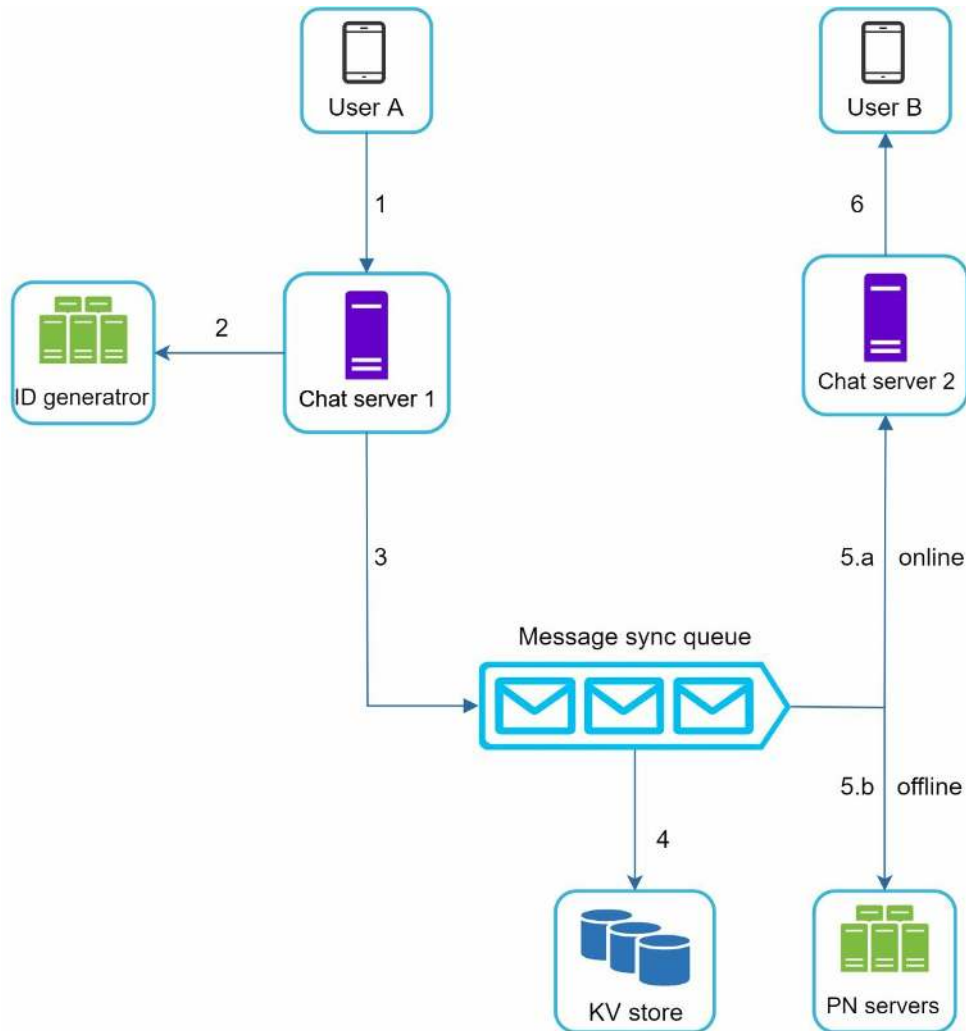 User A
User B
1
6
2
ID generatror
Chat server 1
Chat server 2
3
5.a
online
Message sync queue
5.b
offline
4
KV store
PN servers